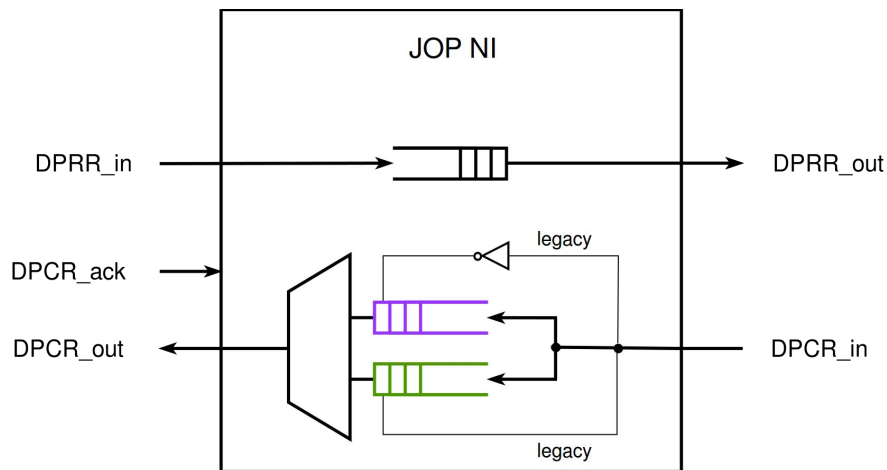 JOP NI
DPRR_in
DPRR_out
legacy
DPCR_ack
DPCR_out
DPCR_in
legacy